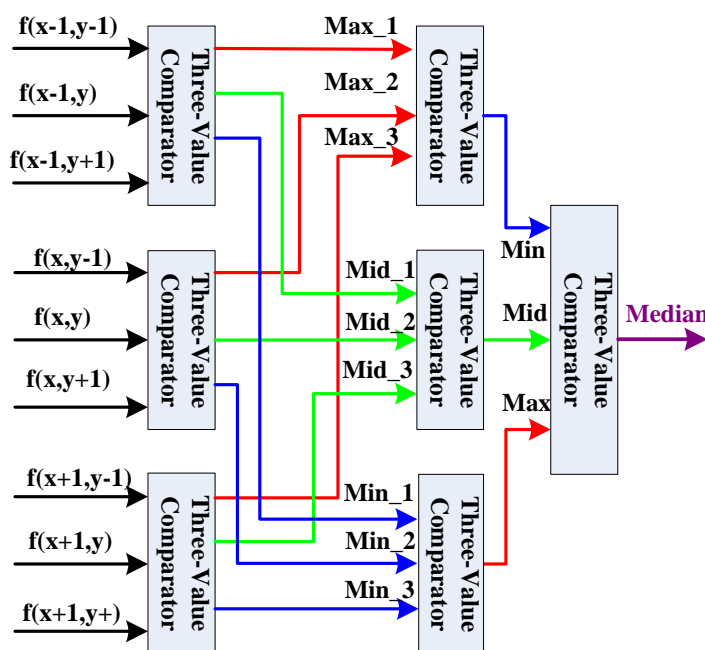 f(x-1,y-1)
f(x-1,y)
f(x-1,y+1)
Three-Value
Comparator
Max_1
Max_2
Max_3
Three-Value
Comparator
f(x,y-1)
f(x,y)
f(x,y+1)
Three-Value
Comparator
Mid_1
Mid_2
Mid_3
Three-Value
Comparator
Min
Mid
Max
Three-Value
Comparator
Median
f(x+1,y-1)
f(x+1,y)
f(x+1,y+)
Three-Value
Comparator
Min_1
Min_2
Min_3
Three-Value
Comparator